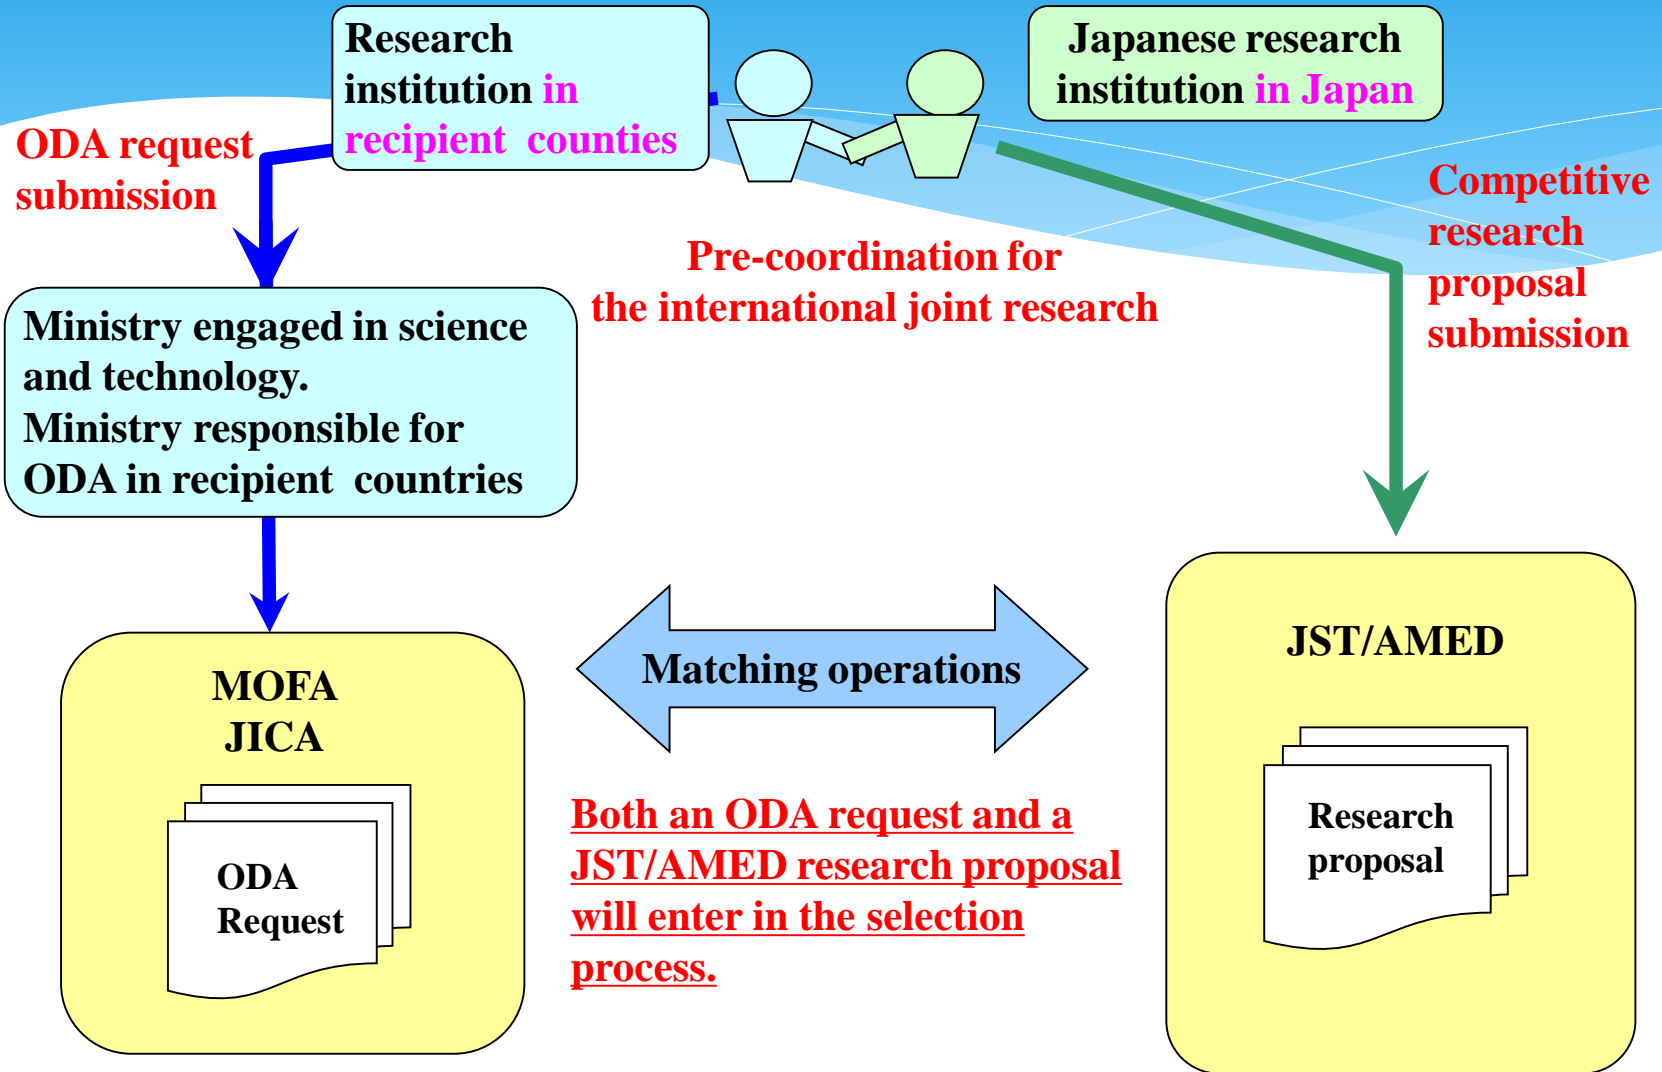 Research
institution in
recipient counties
Japanese research
institution in Japan
ODA request
submission
Competitive
research
proposal
submission
Pre-coordination for
the international joint research
Ministry engaged in science
and technology.
Ministry responsible for
ODA in recipient countries
MOFA
JICA
ODA
Request
Matching operations
JST/AMED
Research
proposal
Both an ODA request and a
JST/AMED research proposal
will enter in the selection
process.